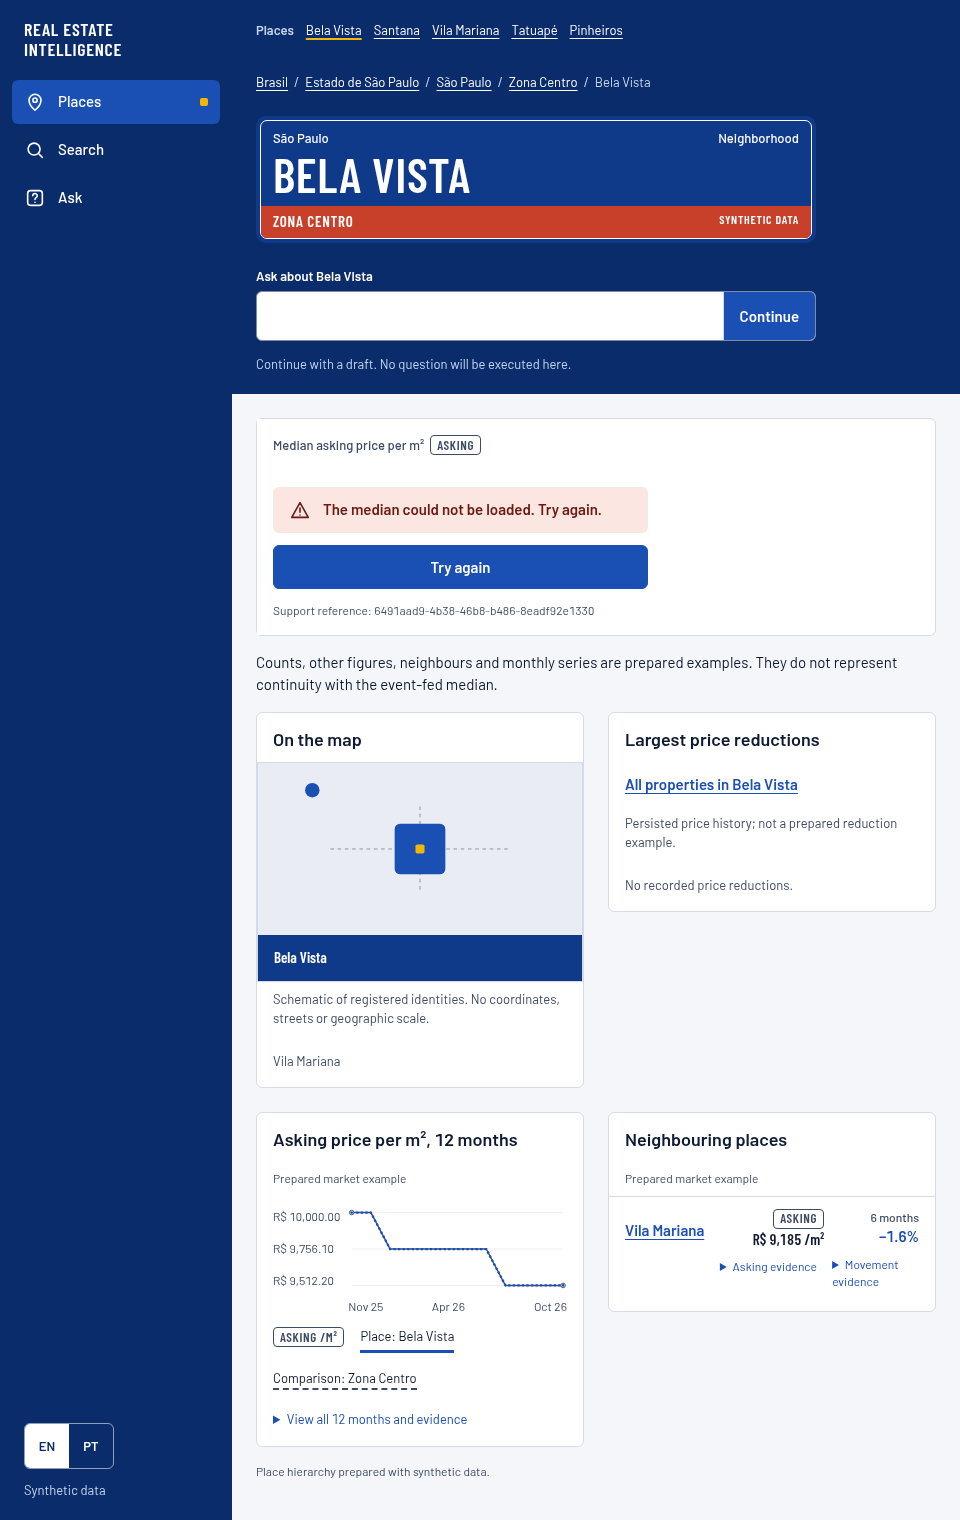 REAL ESTATE
INTELLIGENCE
Places
Search
Ask
EN PT
Synthetic data
Places Bela Vista Santana Vila Mariana Tatuapé Pinheiros
Brasil / Estado de São Paulo / São Paulo / Zona Centro / Bela Vista
São Paulo Neighborhood
BELA VISTA
ZONA CENTRO SYNTHETIC DATA
Ask about Bela Vista
Continue
Continue with a draft. No question will be executed here.
Median asking price per m² ASKING
The median could not be loaded. Try again.
Try again
Support reference: 6491aad9-4b38-46b8-b486-8eadf92e1330
Counts, other figures, neighbours and monthly series are prepared examples. They do not represent
continuity with the event-fed median.
On the map
Bela Vista
Schematic of registered identities. No coordinates,
streets or geographic scale.
Vila Mariana
Largest price reductions
All properties in Bela Vista
Persisted price history; not a prepared reduction
example.
No recorded price reductions.
Asking price per m², 12 months
Prepared market example
R$ 10,000.00
R$ 9,756.10
R$ 9,512.20
Nov 25 Apr 26 Oct 26
ASKING /M² Place: Bela Vista
Comparison: Zona Centro
View all 12 months and evidence
Neighbouring places
Prepared market example
Vila Mariana
ASKING
R$ 9,185 /m²
Asking evidence
6 months
−1.6%
Movement
evidence
Place hierarchy prepared with synthetic data.